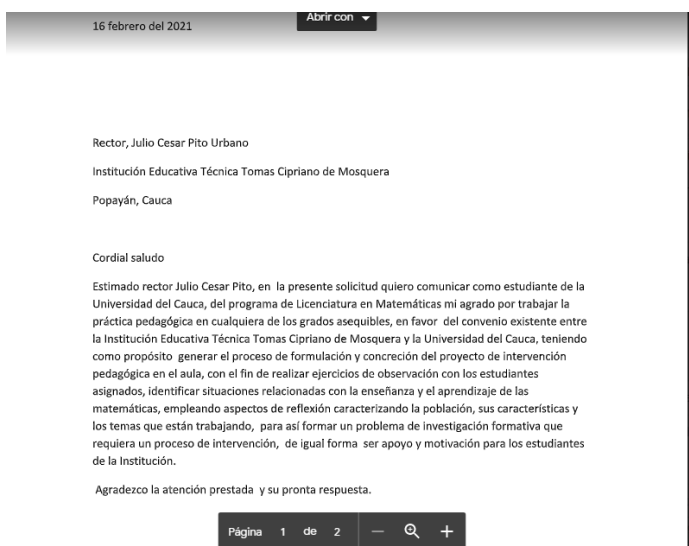 Abrir con
16 febrero del 2021
Rector, Julio Cesar Pito Urbano
Institución Educativa Técnica Tomas Cipriano de Mosquera
Popayán, Cauca
Cordial saludo
Estimado rector Julio Cesar Pito, en la presente solicitud quiero comunicar como estudiante de la
Universidad del Cauca, del programa de Licenciatura en Matemáticas mi agrado por trabajar la
práctica pedagógica en cualquiera de los grados asequibles, en favor del convenio existente entre
la Institución Educativa Técnica Tomas Cipriano de Mosquera y la Universidad del Cauca, teniendo
como propósito generar el proceso de formulación y concreción del proyecto de intervención
pedagógica en el aula, con el fin de realizar ejercicios de observación con los estudiantes
asignados, identificar situaciones relacionadas con la enseñanza y el aprendizaje de las
matemáticas, empleando aspectos de reflexión caracterizando la población, sus características y
los temas que están trabajando, para así formar un problema de investigación formativa que
requiera un proceso de intervención, de igual forma ser apoyo y motivación para los estudiantes
de la Institución.
Agradezco la atención prestada y su pronta respuesta.
Página 1 de 2